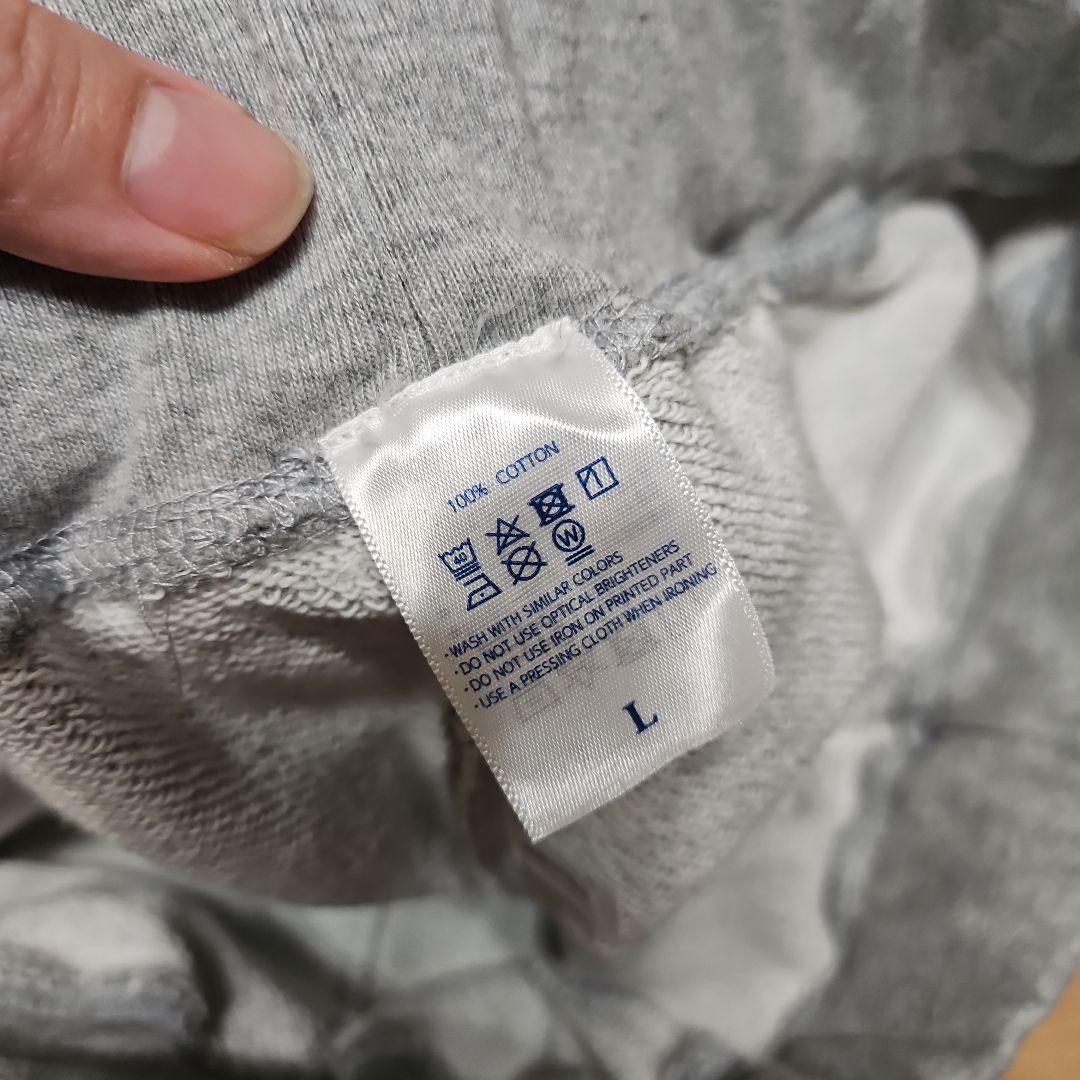 100% COTTON
40
W
·WASH WITH SIMILAR COLORS
·DO NOT USE OPTICAL BRIGHTENERS
·DO NOT USE IRON ON PRINTED PART
·USE A PRESSING CLOTH WHEN IRONING
L